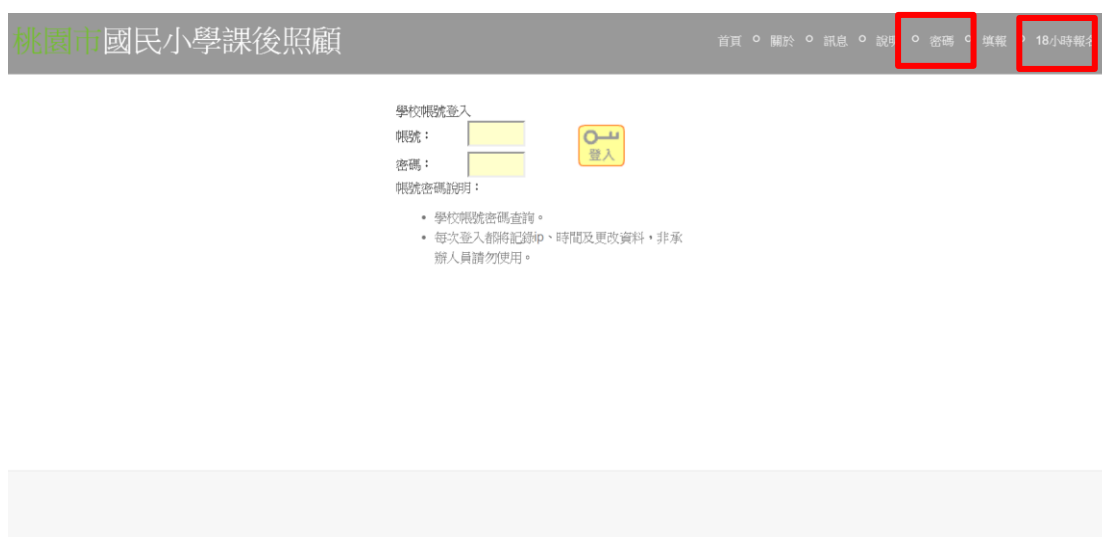 桃園市國民小學課後照顧
首頁 關於 訊息 說明 密碼 填報 18小時報名
學校帳號登入
帳號：
登入
密碼：
帳號密碼說明：
• 學校帳號密碼查詢。
• 每次登入都將記錄ip、時間及更改資料，非承
辦人員請勿使用。